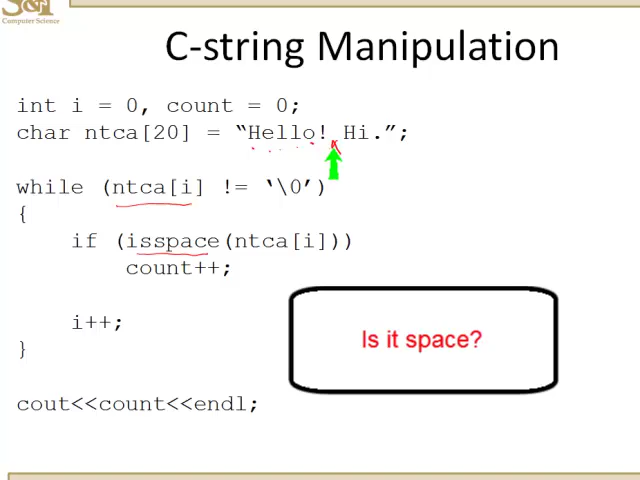 Computer Science
C-string Manipulation
int i = 0, count = 0;
char ntca[20] = “Hello! Hi.”;
while (ntca[i] != ‘\0’)
{
if (isspace(ntca[i]))
count++;
Is it space?
i++;
}
cout<<count<<endl;